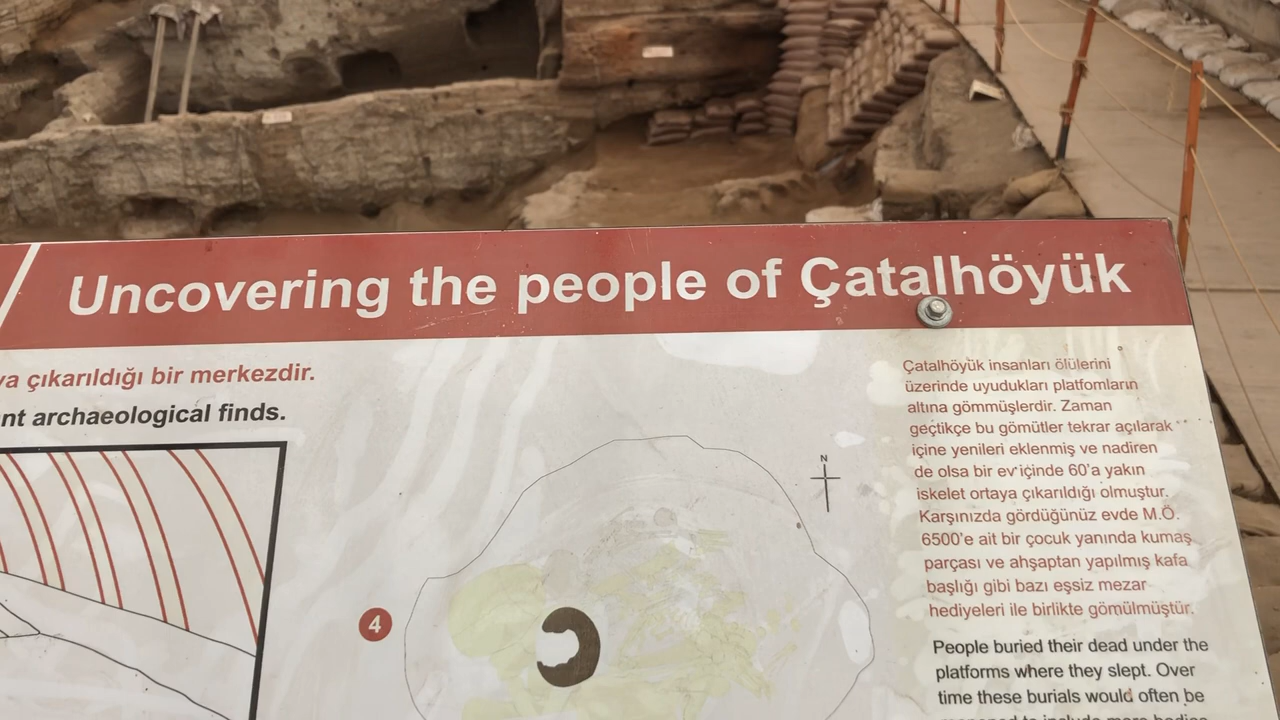 Uncovering the people of Çatalhöyük
ya çıkarıldığı bir merkezdir.
nt archaeological finds.
N
4
Çatalhöyük insanları ölülerini
üzerinde uyudukları platfomların
altına gömmüşlerdir. Zaman
geçtikçe bu gömütler tekrar açılarak
içine yenileri eklenmiş ve nadiren
de olsa bir ev içinde 60'a yakın
iskelet ortaya çıkarıldığı olmuştur.
Karşınızda gördüğünüz evde M.Ö.
6500'e ait bir çocuk yanında kumaş
parçası ve ahşaptan yapılmış kafa
başlığı gibi bazı eşsiz mezar
hediyeleri ile birlikte gömülmüştür.
People buried their dead under the
platforms where they slept. Over
time these burials would often be